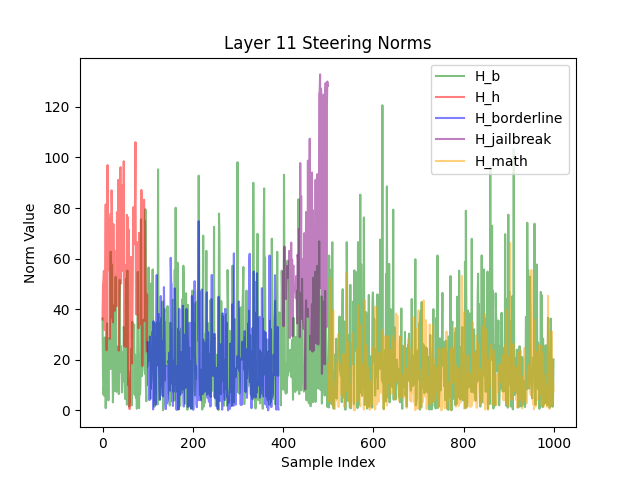 Layer 11 Steering Norms
H_b
H_h
H_borderline
H_jailbreak
H_math
Norm Value
120
100
80
60
40
20
0
0
200
400
600
800
1000
Sample Index